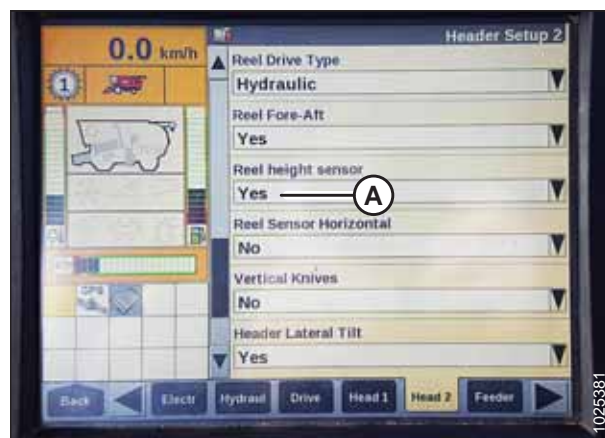 Header Setup 2
0.0 km/h
1
Reel Drive Type
Hydraulic
Reel Fore-Aft
Yes
Reel height sensor
Yes
A
Reel Sensor Horizontal
No
Vertical Knives
No
Header Lateral Tilt
Yes
Back
Electr
Hydraul
Drive
Head 1
Head 2
Feeder
1025381